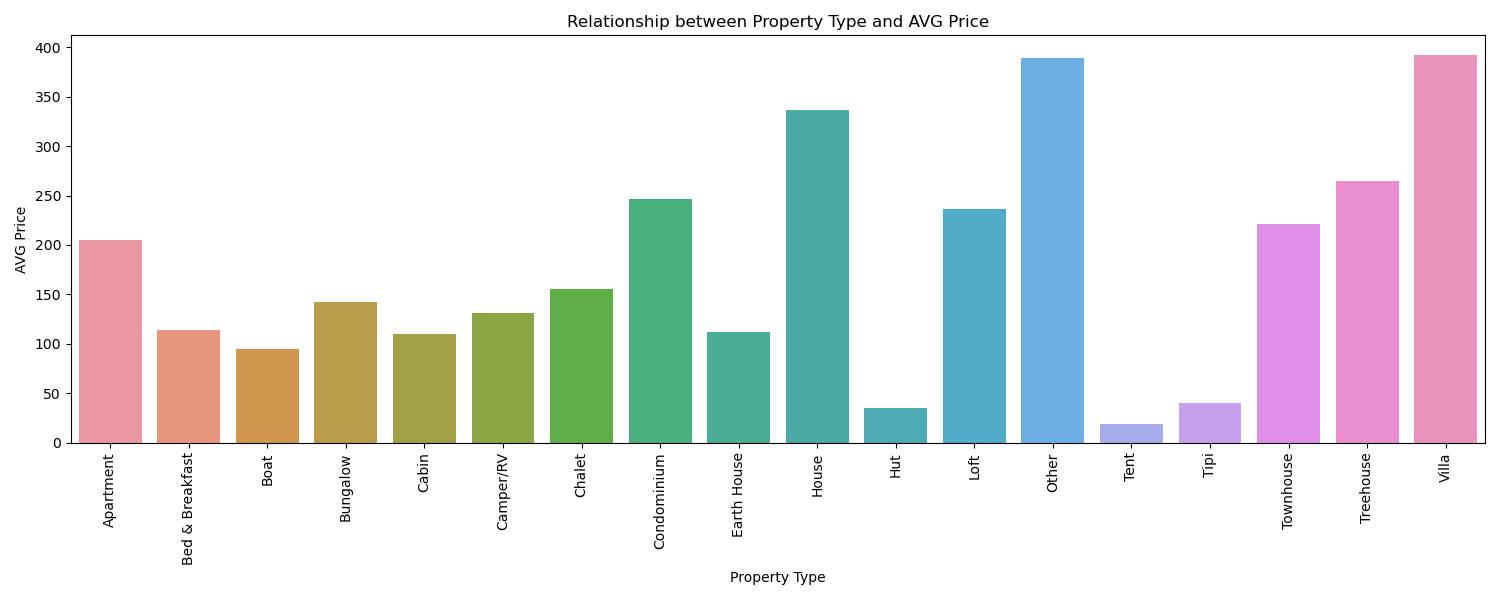 Relationship between Property Type and AVG Price
AVG Price
400
350
300
250
200
150
100
50
0
Apartment
Bed & Breakfast
Boat
Bungalow
Cabin
Camper/RV
Chalet
Condominium
Earth House
House
Hut
Loft
Other
Tent
Tipi
Townhouse
Treehouse
Villa
Property Type